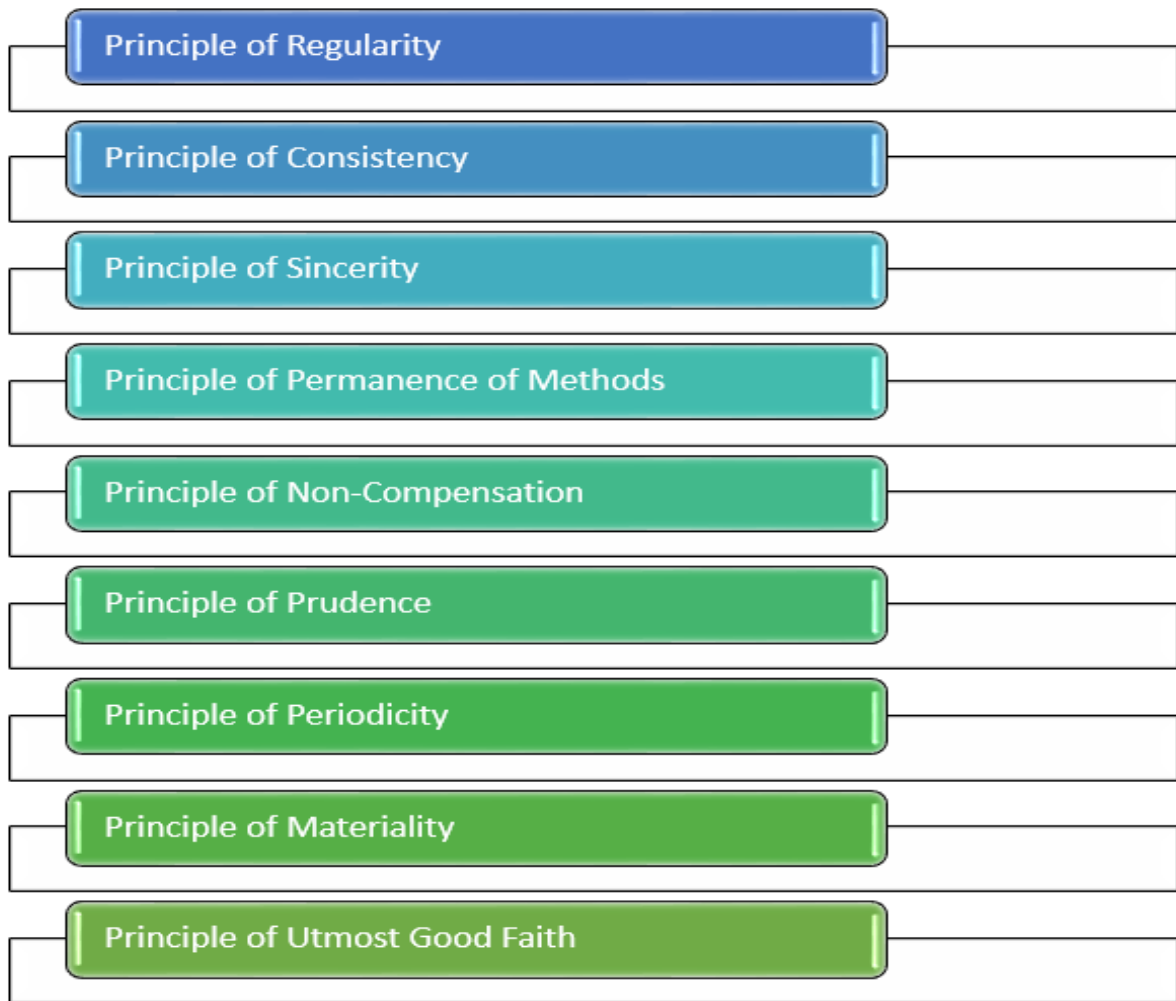 Principle of Regularity
Principle of Consistency
Principle of Sincerity
Principle of Permanence of Methods
Principle of Non-Compensation
Principle of Prudence
Principle of Periodicity
Principle of Materiality
Principle of Utmost Good Faith